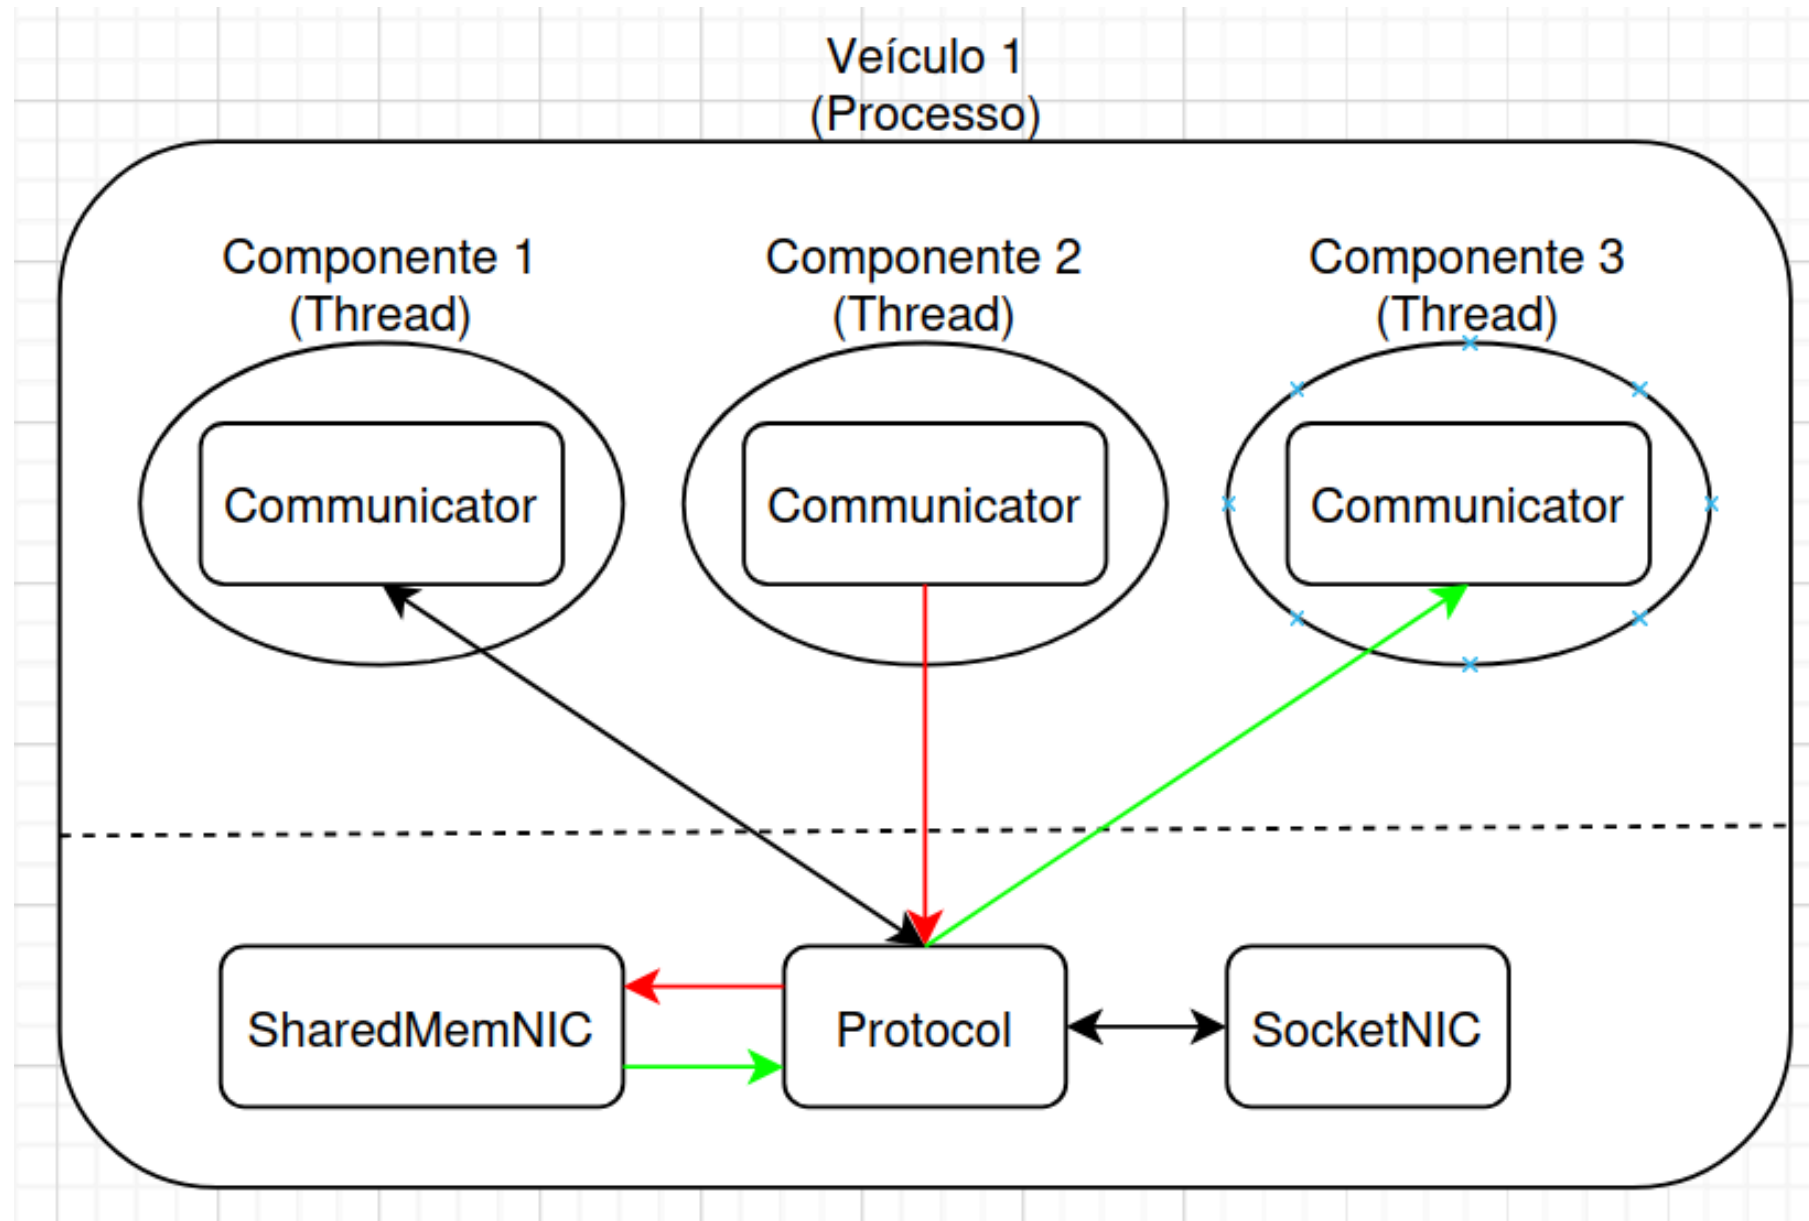 Veículo 1
(Processo)
Componente 1
(Thread)
Componente 2
(Thread)
Componente 3
(Thread)
Communicator
Communicator
Communicator
SharedMemNIC
Protocol
SocketNIC